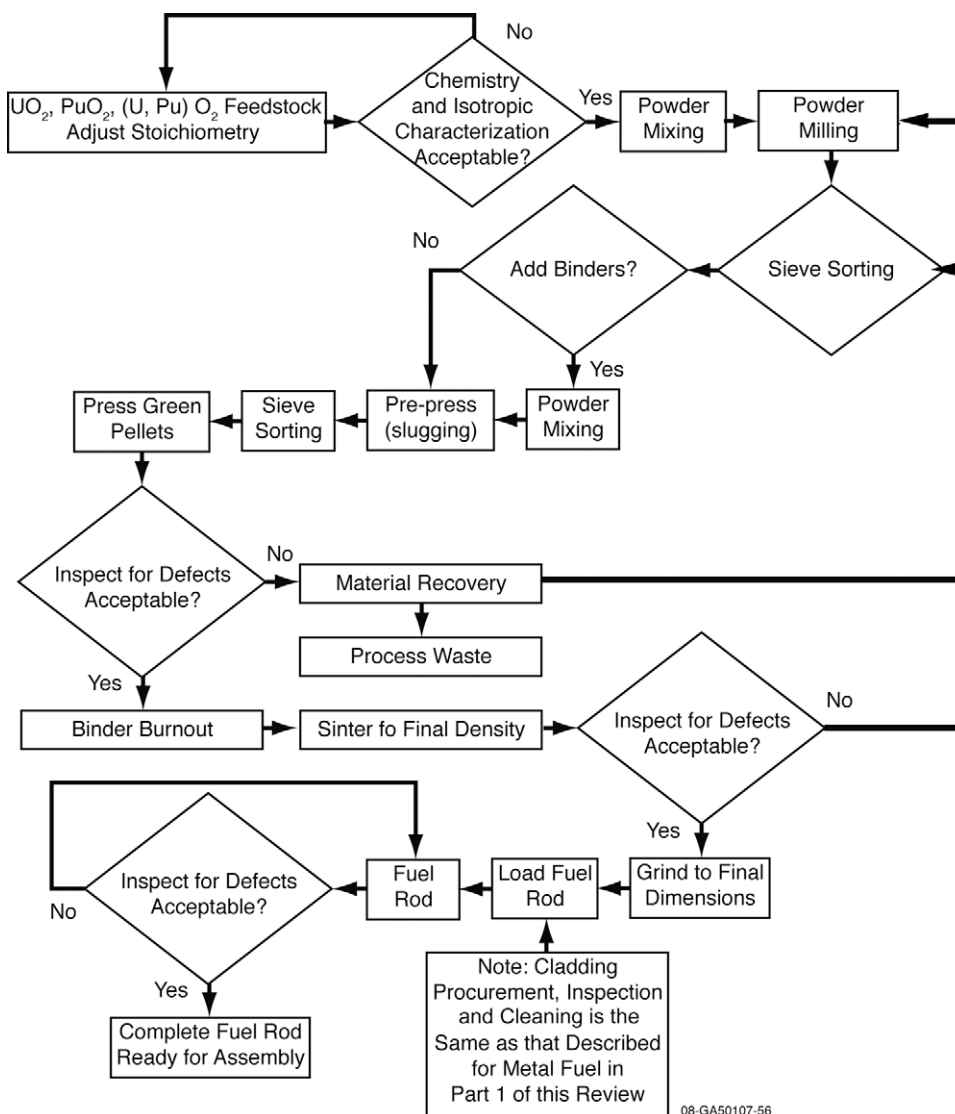 No
UO₂, PuO₂, (U, Pu) O₂ Feedstock
Adjust Stoichiometry
Chemistry
and Isotropic
Characterization
Acceptable?
Yes
Powder
Mixing
Powder
Milling
Sieve Sorting
Add Binders?
No
Yes
Powder
Mixing
Pre-press
(slugging)
Sieve
Sorting
Press Green
Pellets
Inspect for Defects
Acceptable?
No
Material Recovery
Process Waste
Yes
Binder Burnout
Sinter fo Final Density
Inspect for Defects
Acceptable?
No
Yes
Grind to Final
Dimensions
Load Fuel
Rod
Fuel
Rod
Inspect for Defects
Acceptable?
No
Yes
Complete Fuel Rod
Ready for Assembly
Note: Cladding
Procurement, Inspection
and Cleaning is the
Same as that Described
for Metal Fuel in
Part 1 of this Review
08-GA50107-56